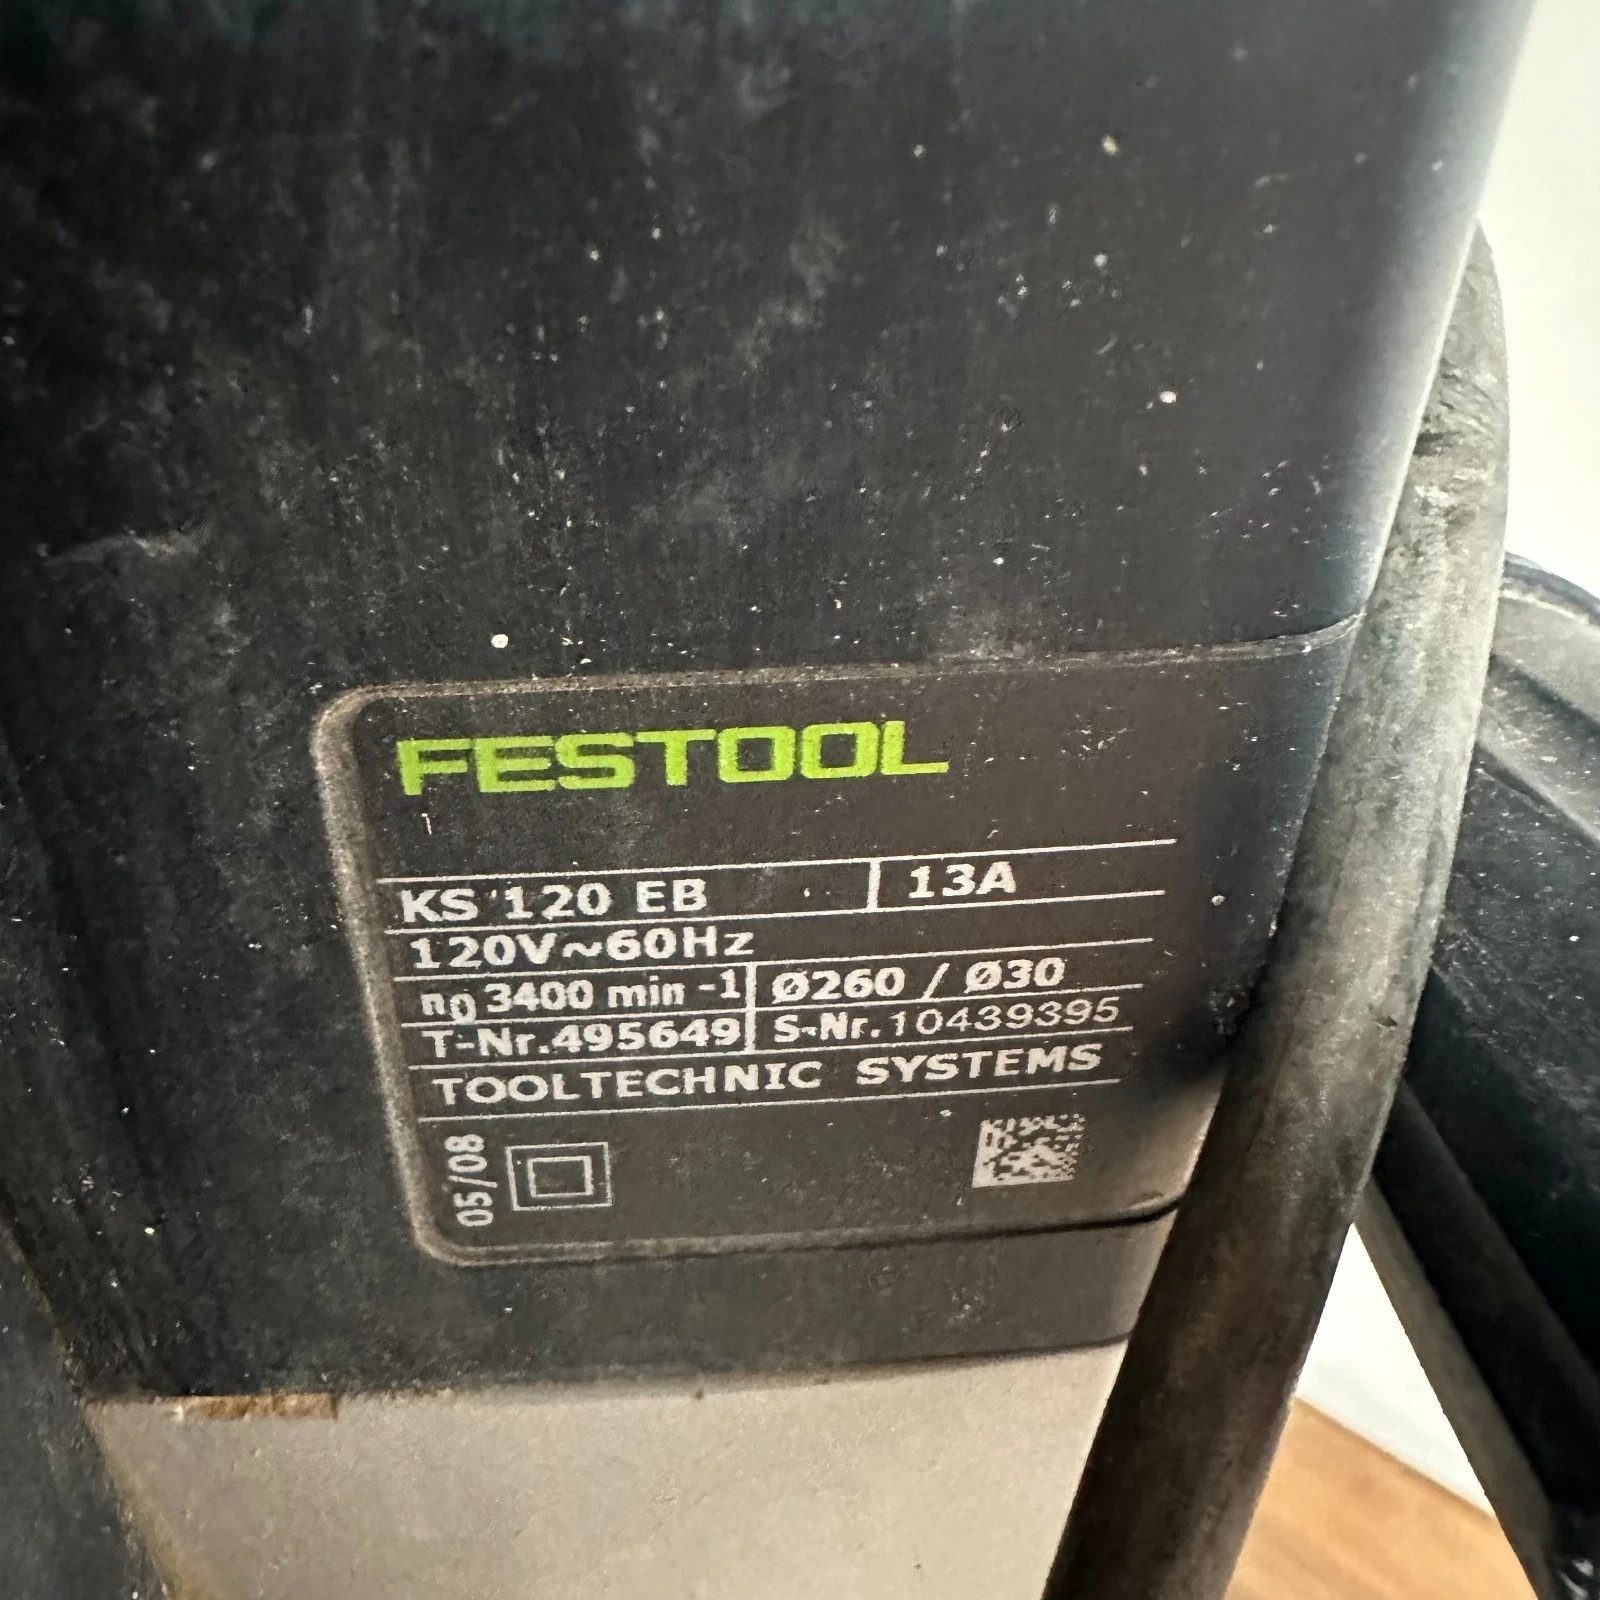 FESTOOL
KS 120 EB 13A
120V~60Hz
n0 3400 min -1 Ø260 / Ø30
T-Nr.495649 S-Nr.10439395
TOOLTECHNIC SYSTEMS
05/08